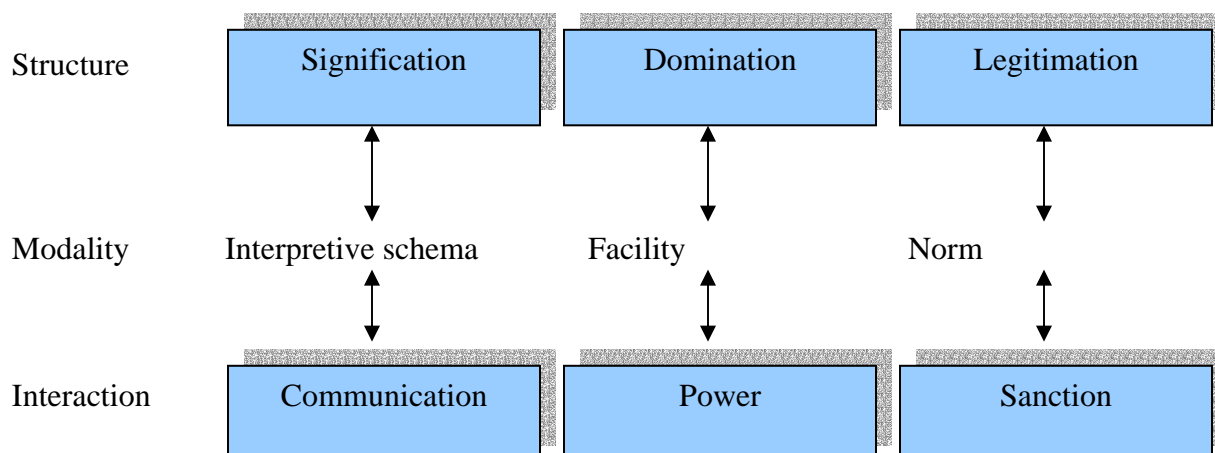 Structure Signification Domination Legitimation
Modality Interpretive schema Facility Norm
Interaction Communication Power Sanction